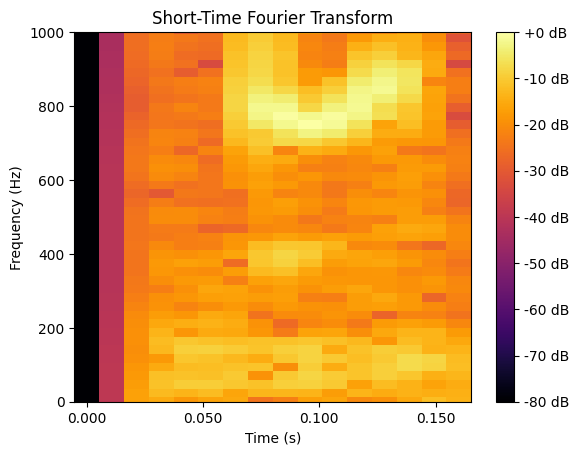 Short-Time Fourier Transform
Frequency (Hz)
1000
800
600
400
200
0
0.000
0.050
0.100
0.150
Time (s)
+0 dB
-10 dB
-20 dB
-30 dB
-40 dB
-50 dB
-60 dB
-70 dB
-80 dB